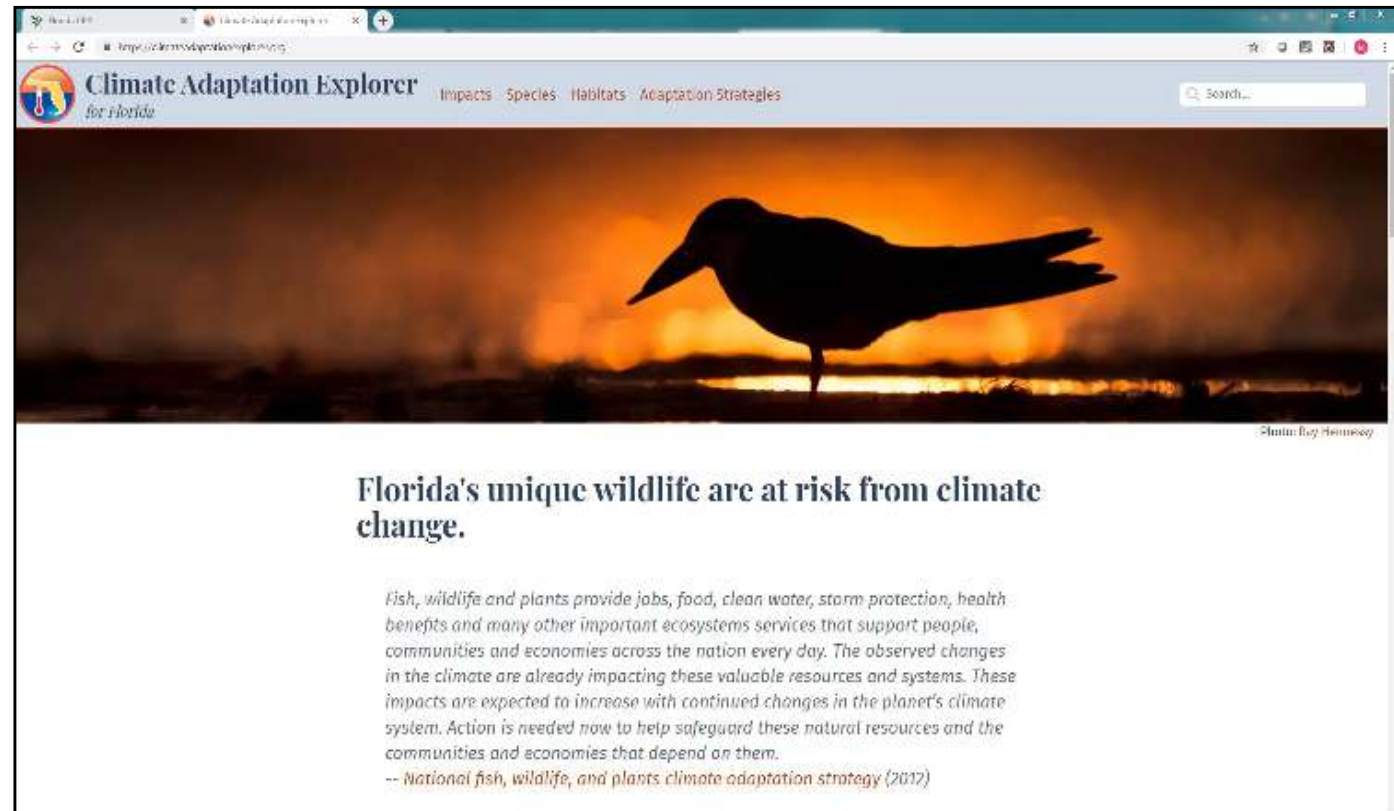 Climate Adaptation Explorer
for Florida
Impacts Species Habitats Adaptation Strategies
Search...
Photo: Bay Hennessy
Florida's unique wildlife are at risk from climate
change.
Fish, wildlife and plants provide jobs, food, clean water, storm protection, health
benefits and many other important ecosystems services that support people,
communities and economies across the nation every day. The observed changes
in the climate are already impacting these valuable resources and systems. These
impacts are expected to increase with continued changes in the planet's climate
system. Action is needed now to help safeguard these natural resources and the
communities and economies that depend on them.
-- National fish, wildlife, and plants climate adaptation strategy (2012)